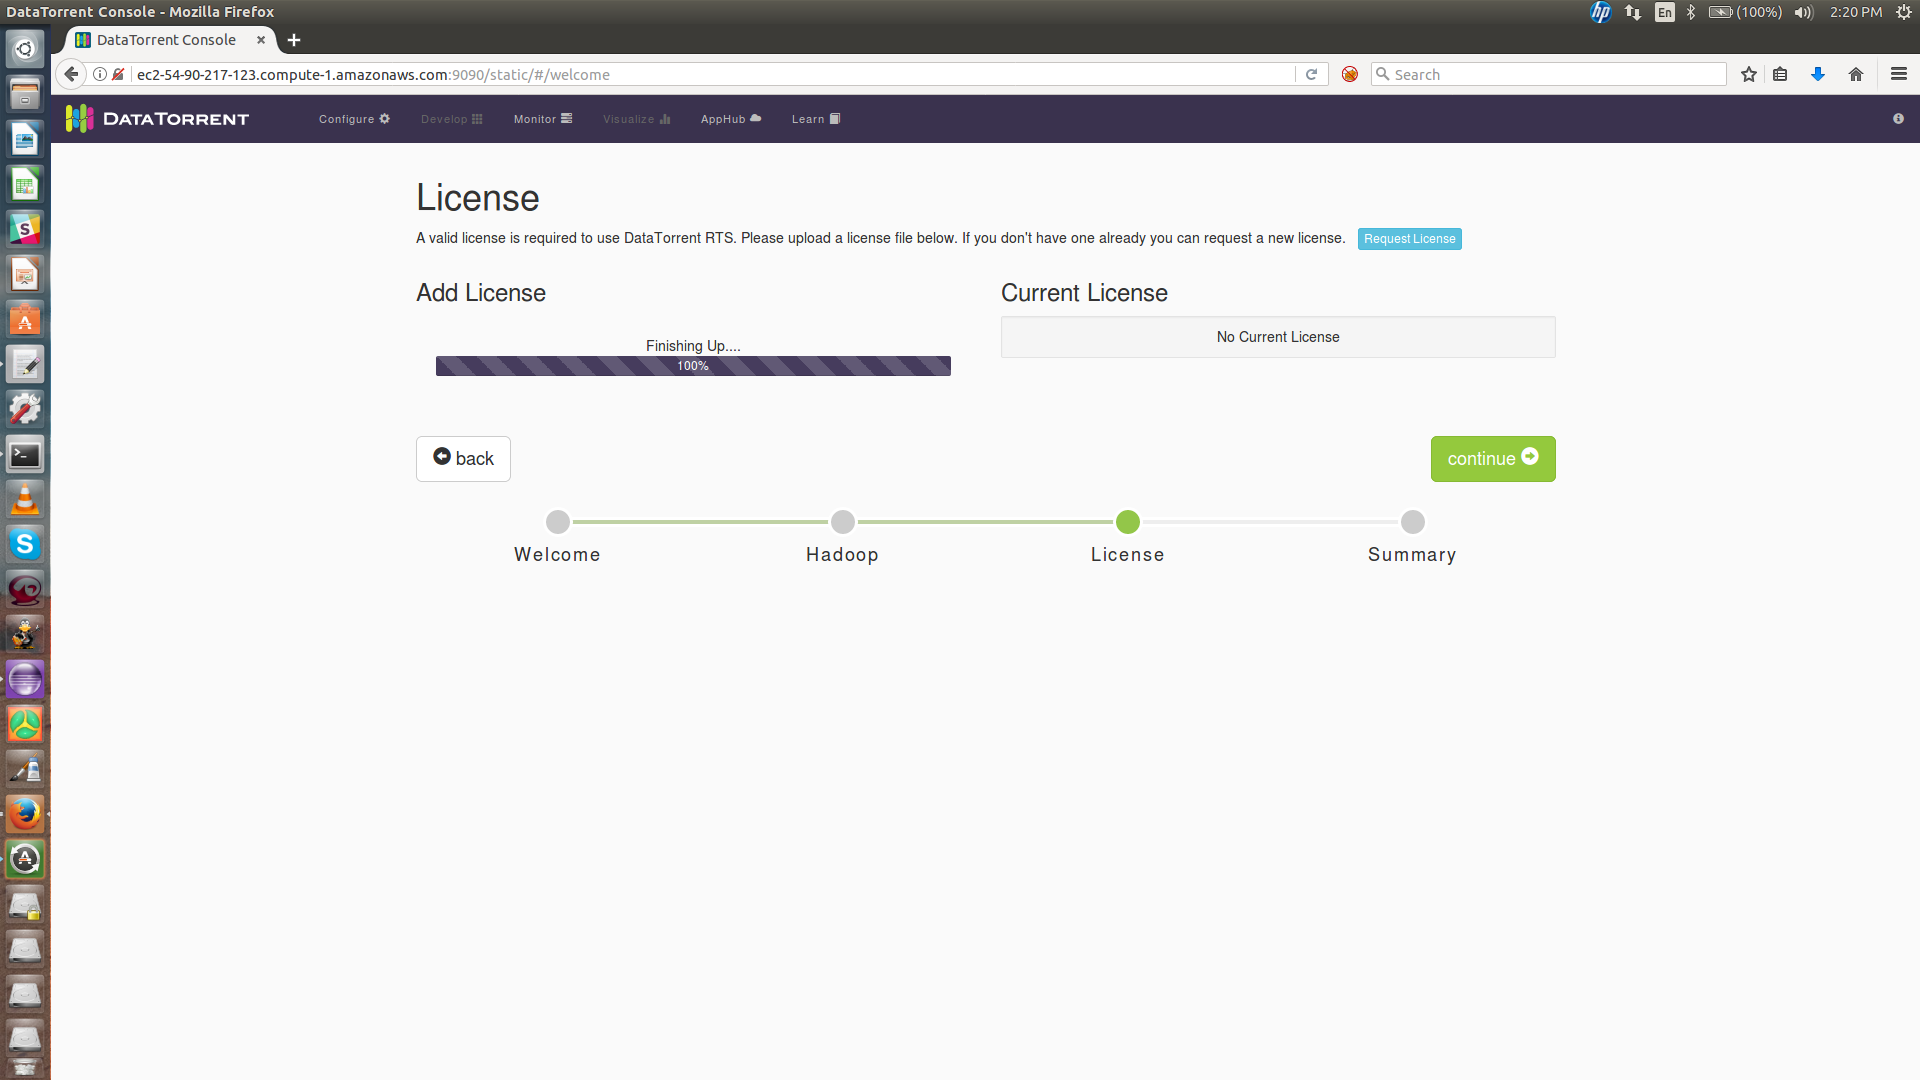 DataTorrent Console - Mozilla Firefox
hp
En
(100%)
2:20 PM
DataTorrent Console
ec2-54-90-217-123.compute-1.amazonaws.com:9090/static/#/welcome
Search
DATATORRENT
Configure
Develop
Monitor
Visualize
AppHub
Learn
License
A valid license is required to use DataTorrent RTS. Please upload a license file below. If you don't have one already you can request a new license.
Request License
Add License
Current License
Finishing Up....
100%
No Current License
back
continue
Welcome
Hadoop
License
Summary